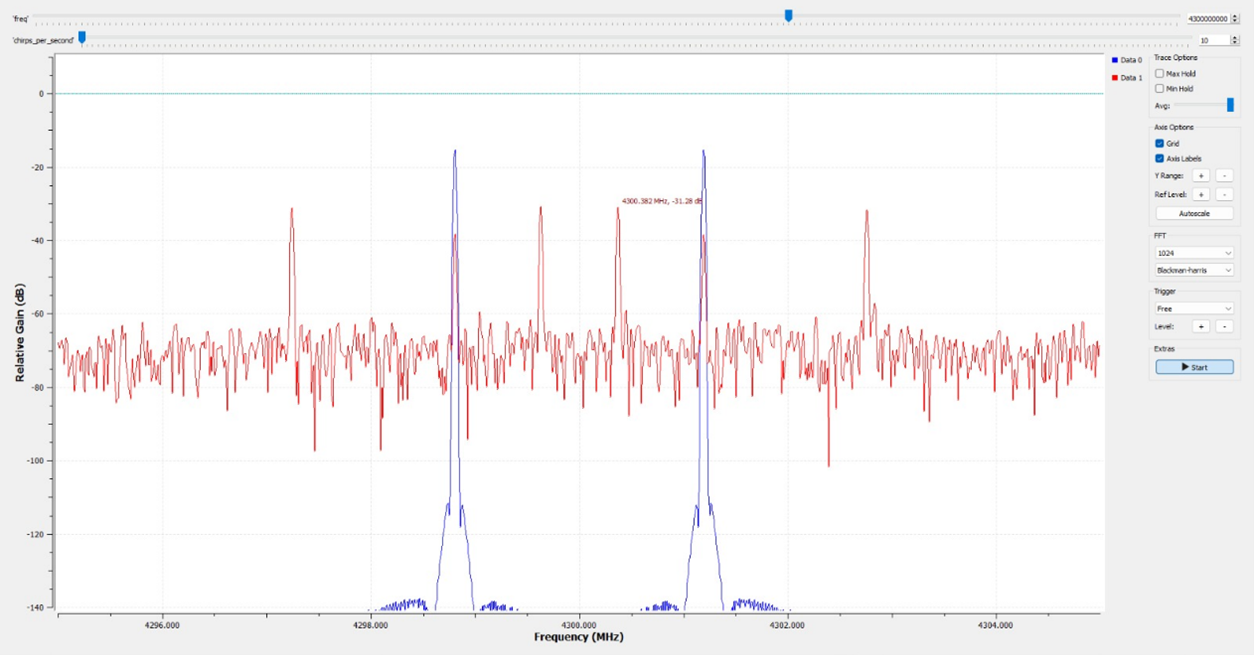 'freq'
4300000000
'chirps_per_second'
10
Data 0
Data 1
Trace Options
Max Hold
Min Hold
Avg:
Axis Options
Grid
Axis Labels
Y Range: + -
Ref Level: + -
Autoscale
FFT
1024
Blackman-harris
Trigger
Free
Level: + -
Extras
Start
4300.382 MHz, -31.28 dB
Relative Gain (dB)
0
-20
-40
-60
-80
-100
-120
-140
4296.000 4298.000 4300.000 4302.000 4304.000
Frequency (MHz)